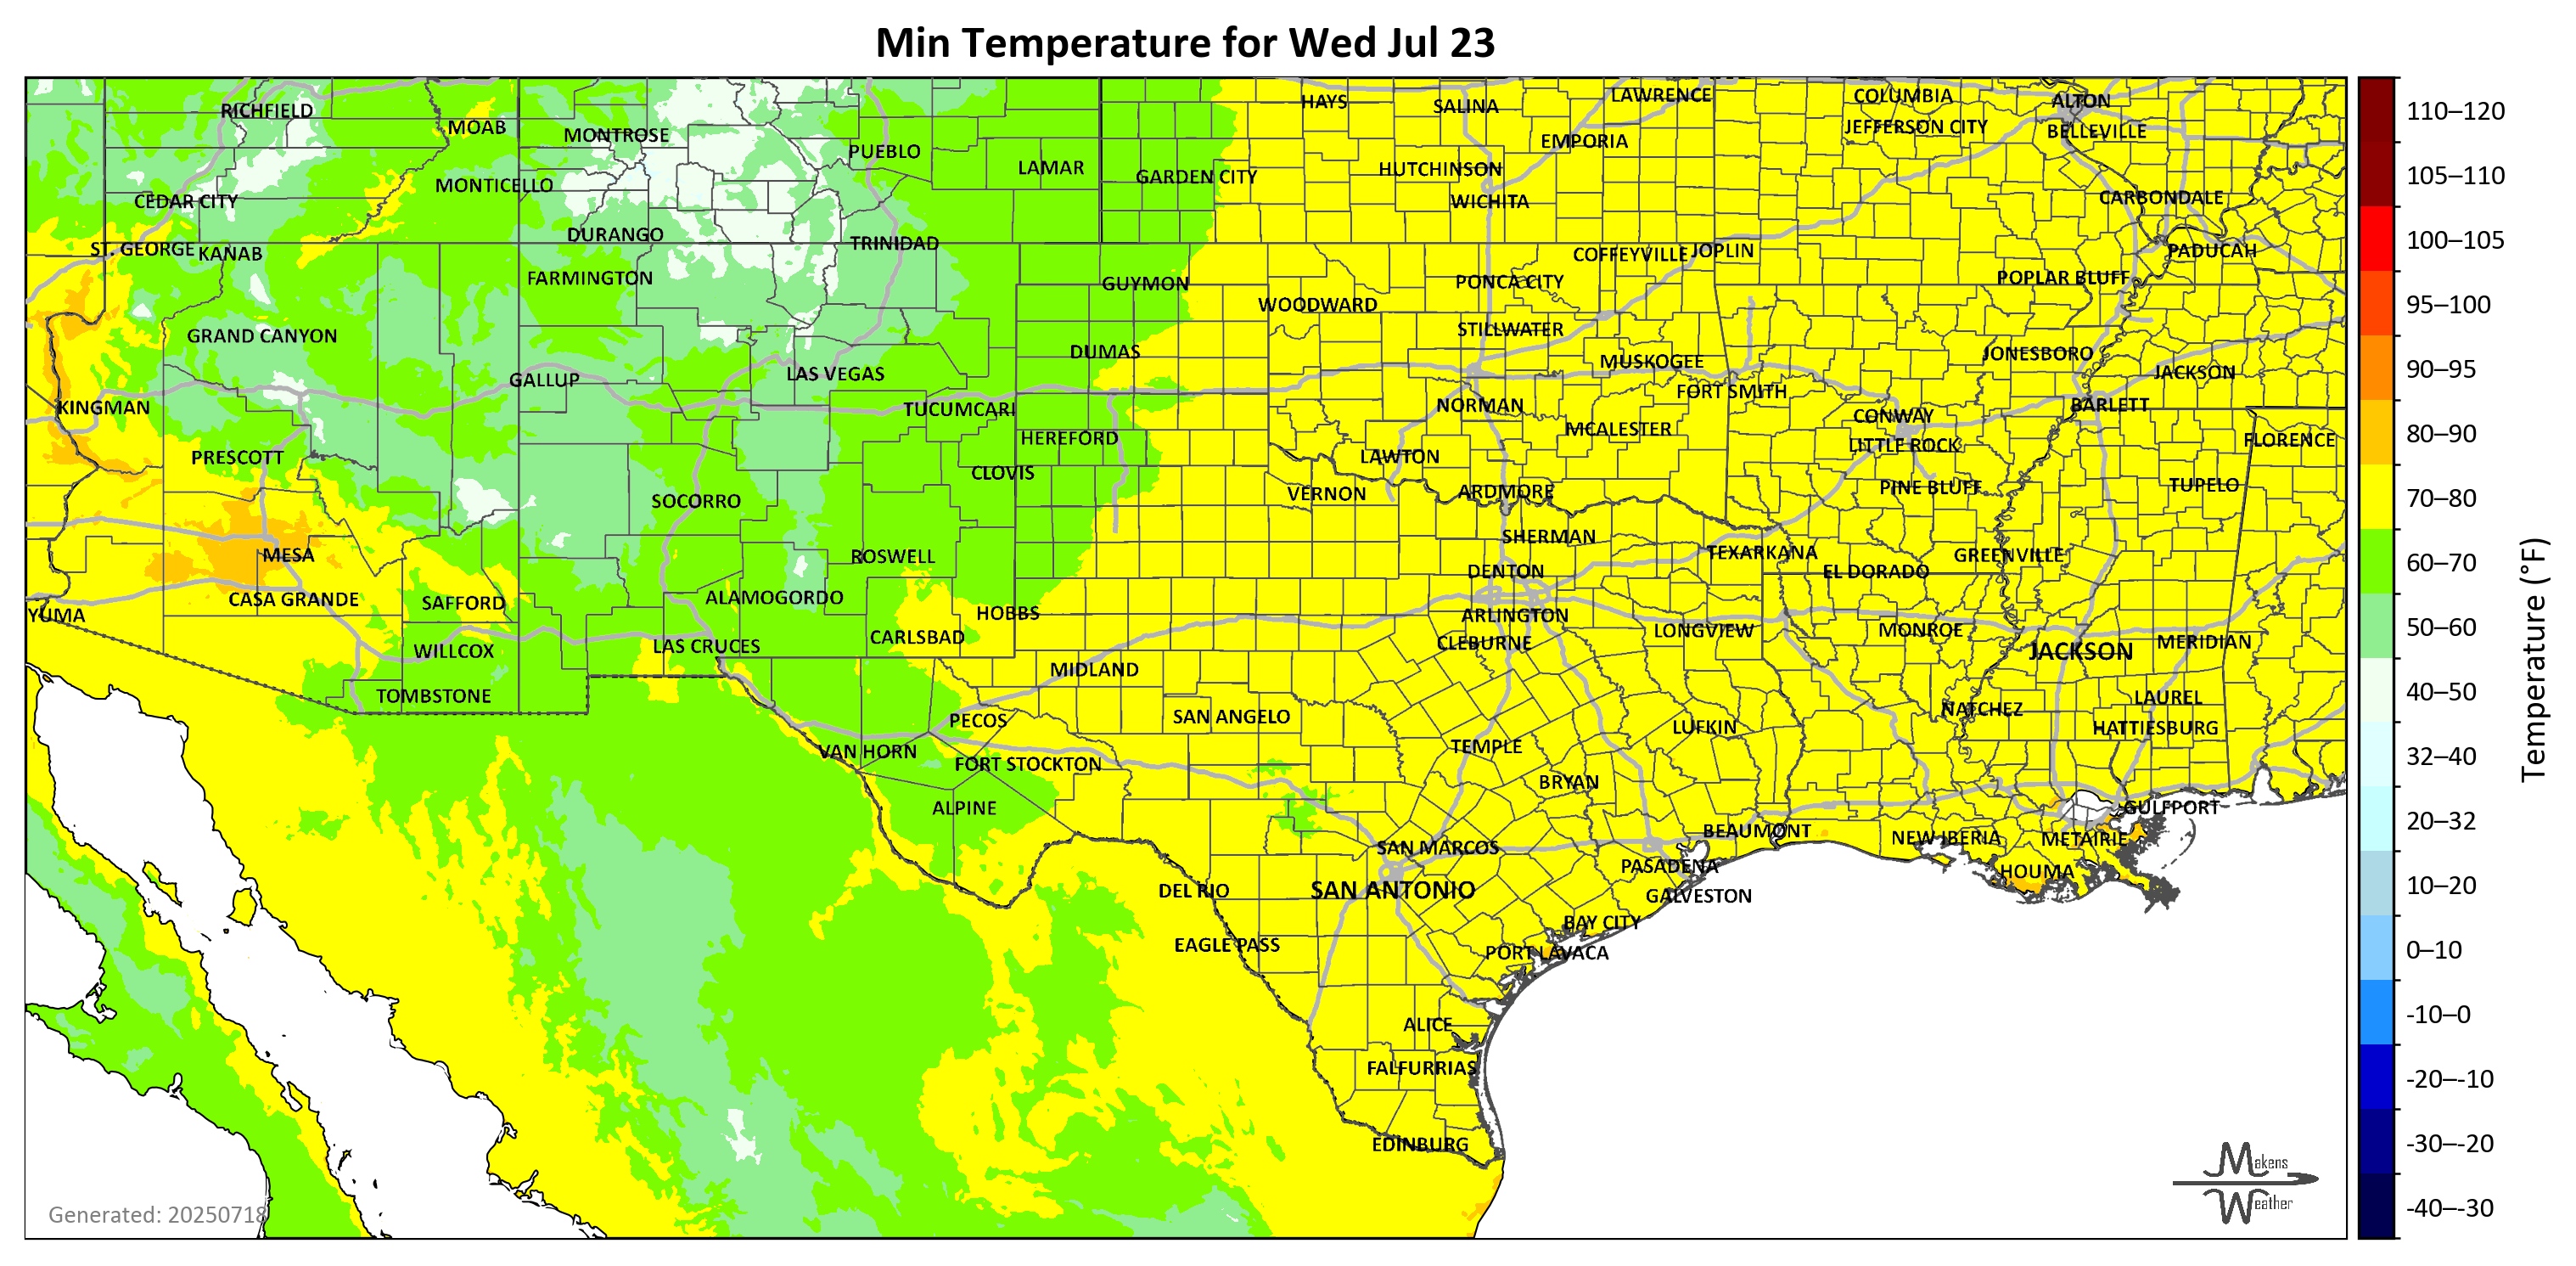 Min Temperature for Wed Jul 23
RICHFIELD
MOAB
MONTROSE
PUEBLO
LAMAR
GARDEN CITY
HAYS
SALINA
LAWRENCE
EMPORIA
HUTCHINSON
WICHITA
COLUMBIA
JEFFERSON CITY
ALTON
BELLEVILLE
CARBONDALE
MONTICELLO
CEDAR CITY
DURANGO
TRINIDAD
ST. GEORGE
KANAB
FARMINGTON
GUYMON
COFFEYVILLE
JOPLIN
PADUCAH
PONCA CITY
POPLAR BLUFF
WOODWARD
GRAND CANYON
STILLWATER
DUMAS
MUSKOGEE
JONESBORO
GALLUP
LAS VEGAS
FORT SMITH
JACKSON
KINGMAN
TUCUMCARI
NORMAN
CONWAY
BARLETT
HEREFORD
MCALESTER
LITTLE ROCK
FLORENCE
PRESCOTT
CLOVIS
LAWTON
SOCORRO
VERNON
ARDMORE
PINE BLUFF
TUPELO
MESA
ROSWELL
SHERMAN
TEXARKANA
GREENVILLE
DENTON
EL DORADO
CASA GRANDE
SAFFORD
ALAMOGORDO
HOBBS
YUMA
ARLINGTON
CARLSBAD
CLEBURNE
LONGVIEW
MONROE
MERIDIAN
WILLCOX
LAS CRUCES
JACKSON
MIDLAND
TOMBSTONE
LAUREL
NATCHEZ
PECOS
SAN ANGELO
LUFKIN
HATTIESBURG
VAN HORN
FORT STOCKTON
TEMPLE
BRYAN
ALPINE
GULFPORT
BEAUMONT
NEW IBERIA
METAIRIE
SAN MARCOS
PASADENA
HOUMA
DEL RIO
SAN ANTONIO
GALVESTON
BAY CITY
EAGLE PASS
PORT LAVACA
ALICE
FALFURRIAS
EDINBURG
Generated: 20250718
Makens
Weather
110–120
105–110
100–105
95–100
90–95
80–90
70–80
60–70
50–60
40–50
32–40
20–32
10–20
0–10
-10–0
-20–-10
-30–-20
-40–-30
Temperature (°F)